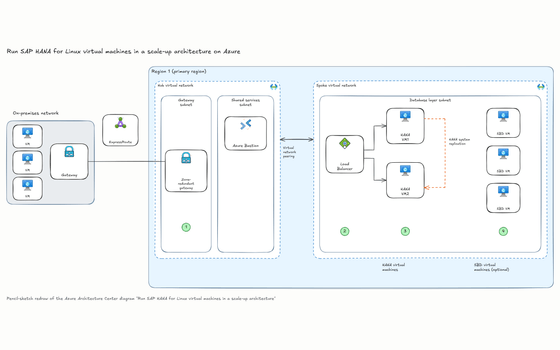 Run SAP HANA for Linux virtual machines in a scale-up architecture on Azure
Region 1 (primary region)
Hub virtual network
Spoke virtual network
Gateway
subnet
Shared services
subnet
Database layer subnet
On-premises network
VM
VM
VM
Gateway
ExpressRoute
Zone-
redundant
gateway
Azure Bastion
Virtual
network
peering
Load
Balancer
HANA
VM1
HANA
VM2
HANA system
replication
SBD VM
SBD VM
SBD VM
1
2
3
4
HANA virtual
machines
SBD virtual
machines (optional)
Pencil-sketch redraw of the Azure Architecture Center diagram "Run SAP HANA for Linux virtual machines in a scale-up architecture"